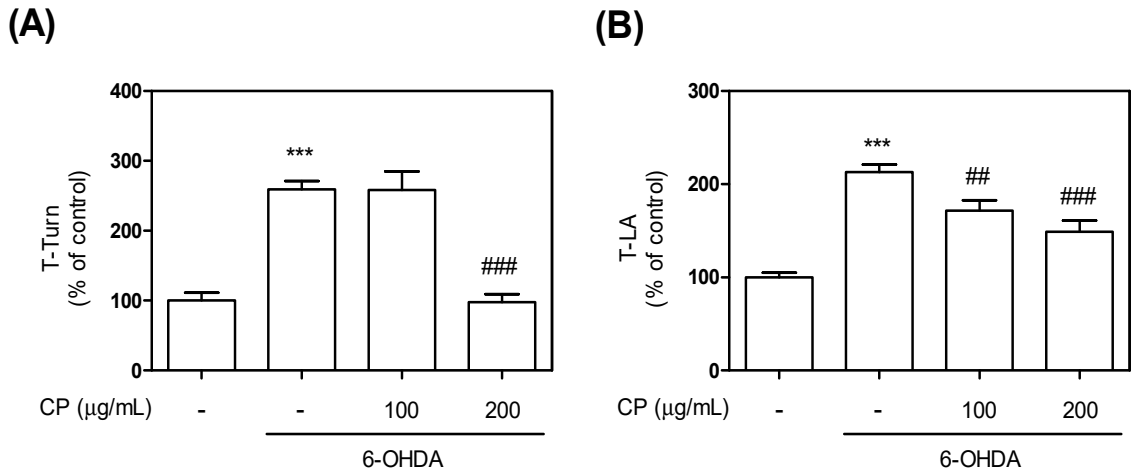 (A)
T-Turn
(% of control)
400
300
200
100
0
***
###
CP (μg/mL) - - 100 200
6-OHDA
(B)
T-LA
(% of control)
300
200
100
0
***
##
###
CP (μg/mL) - - 100 200
6-OHDA